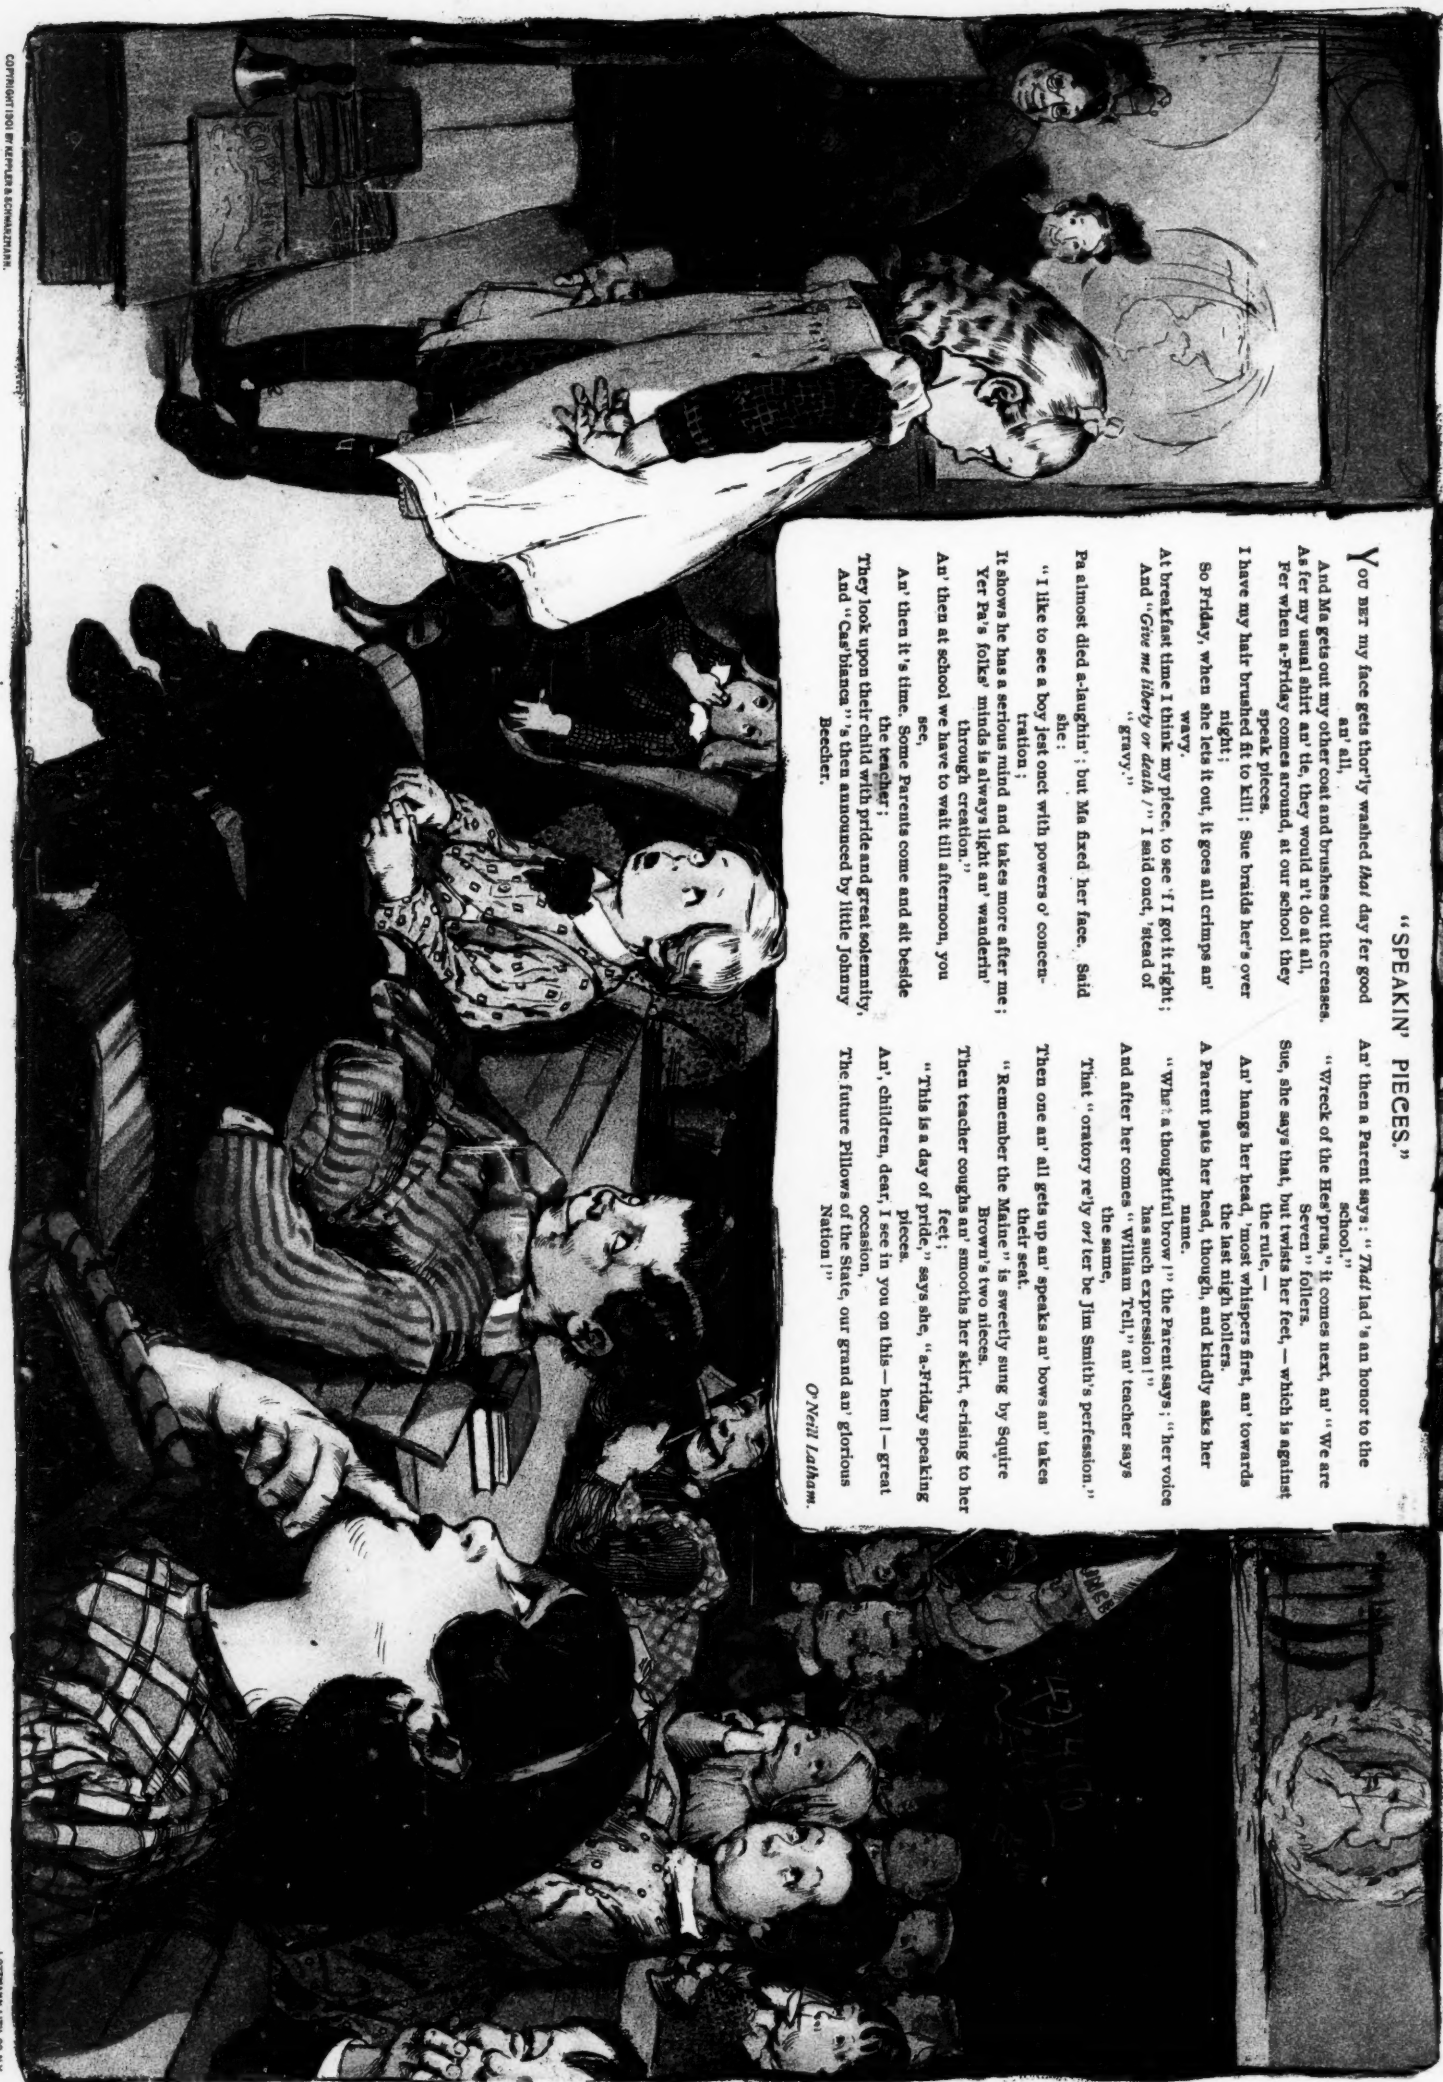 "SPEAKIN' PIECES."
YOU BET my face gets thor'ly washed that day fer good
an' all,
And Ma gets out my other coat and brushes out the creases.
As fer my usual shirt an' tie, they would n't do at all,
Fer when a-Friday comes around, at our school they
speak pieces.
I have my hair brushed fit to kill; Sue braids her's over
night;
So Friday, when she lets it out, it goes all crimps an'
wavy.
At breakfast time I think my piece, to see 'f I got it right;
And "Give me liberty or death!" I said onct, 'stead of
"gravy."
Pa almost died a-laughin'; but Ma fixed her face. Said
she:
"I like to see a boy jest onct with powers o' concen-
tration;
It shows he has a serious mind and takes more after me;
Yer Pa's folks' minds is always light an' wanderin'
through creation."
An' then at school we have to wait till afternoon, you
see,
An' then it's time. Some Parents come and sit beside
the teacher;
They look upon their child with pride and great solemnity,
And "Cas'bianca"'s then announced by little Johnny
Beecher.
An' then a Parent says: "That lad's an honor to the
school."
"Wreck of the Hes'prus," it comes next, an' "We are
Seven" follers.
Sue, she says that, but twists her feet,—which is against
the rule,—
An' hangs her head, 'most whispers first, an' towards
the last nigh hollers.
A Parent pats her head, though, and kindly asks her
name.
"What a thoughtful brow!" the Parent says; "her voice
has such expression!"
And after her comes "William Tell," an' teacher says
the same,
That "oratory re'ly ort ter be Jim Smith's perfession."
Then one an' all gets up an' speaks an' bows an' takes
their seat.
"Remember the Maine" is sweetly sung by Squire
Brown's two nieces.
Then teacher coughs an' smooths her skirt, e-rising to her
feet;
"This is a day of pride," says she, "a-Friday speaking
pieces.
An', children, dear, I see in you on this—hem!—great
occasion,
The future Pillows of the State, our grand an' glorious
Nation!"
O'Neill Latham.
COPY BOOK
COPYRIGHT 1901 BY KEPPLER & SCHWARZMANN.